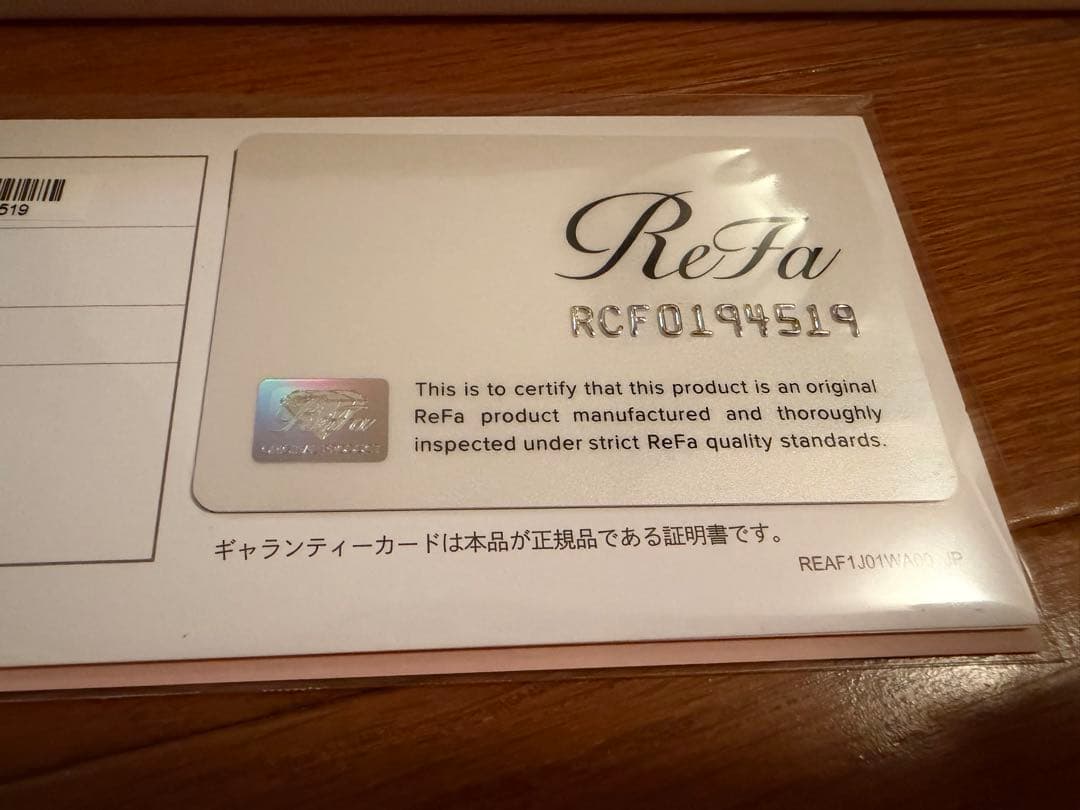 519
ReFa
RCF0194519
This is to certify that this product is an original
ReFa product manufactured and thoroughly
inspected under strict ReFa quality standards.
ReFa
ギャランティーカードは本品が正規品である証明書です。